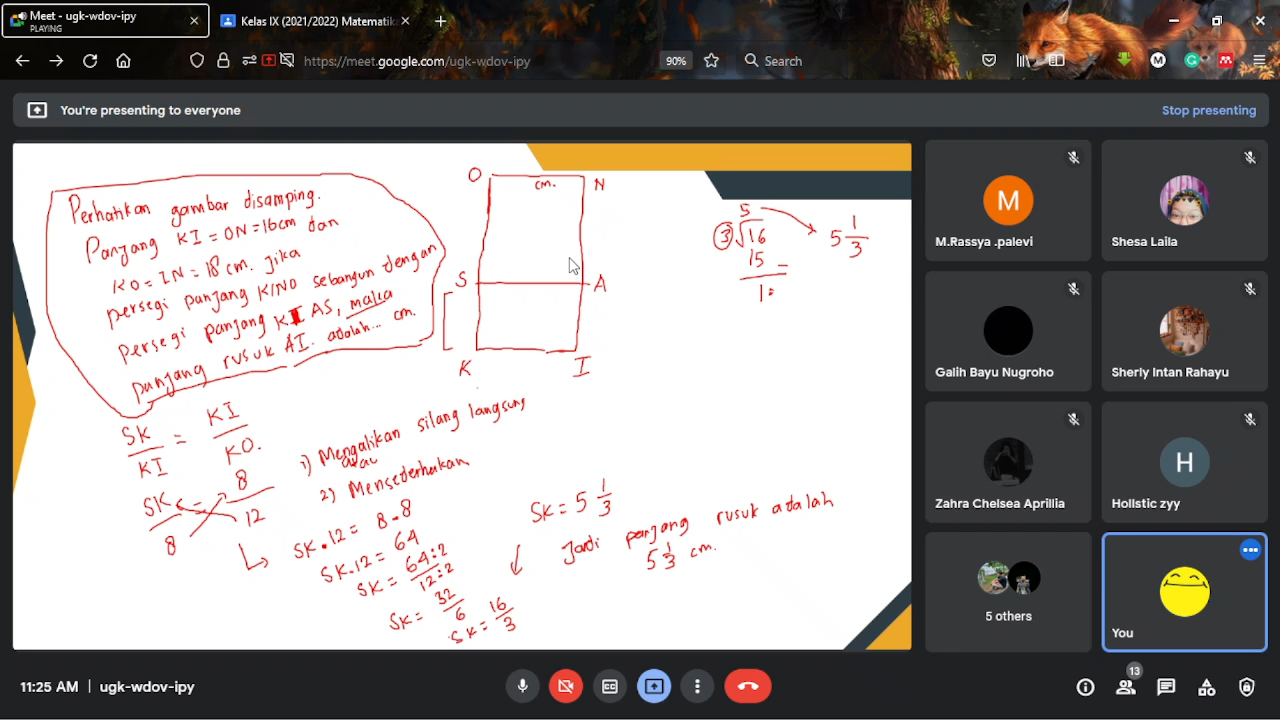 Meet - ugk-wdov-ipy
PLAYING
Kelas IX (2021/2022) Matematik
https://meet.google.com/ugk-wdov-ipy
90%
Search
You're presenting to everyone
Stop presenting
Perhatikan gambar disamping.
Panjang KI = ON = 16cm dan
KO = IN = 18 cm. Jika
persegi panjang KINO sebangun dengan
persegi panjang KIAS, maka
panjang rusuk AI adalah... cm.
O cm. N
S A
K I
5
3 √16 5 1/3
15 -
1
SK/KI = KI/KO.
SK/8 = 8/12
1) Mengalikan silang langsung
atau
2) Mensederhakan
SK.12 = 8.8
SK.12 = 64
SK = 64:2/12:2
SK = 32/6
SK = 16/3
SK = 5 1/3
Jadi panjang rusuk adalah
5 1/3 cm.
M
M.Rassya .palevi
Shesa Laila
Galih Bayu Nugroho
Sherly Intan Rahayu
Zahra Chelsea Aprillia
H
Hollstic zyy
5 others
You
11:25 AM | ugk-wdov-ipy
13